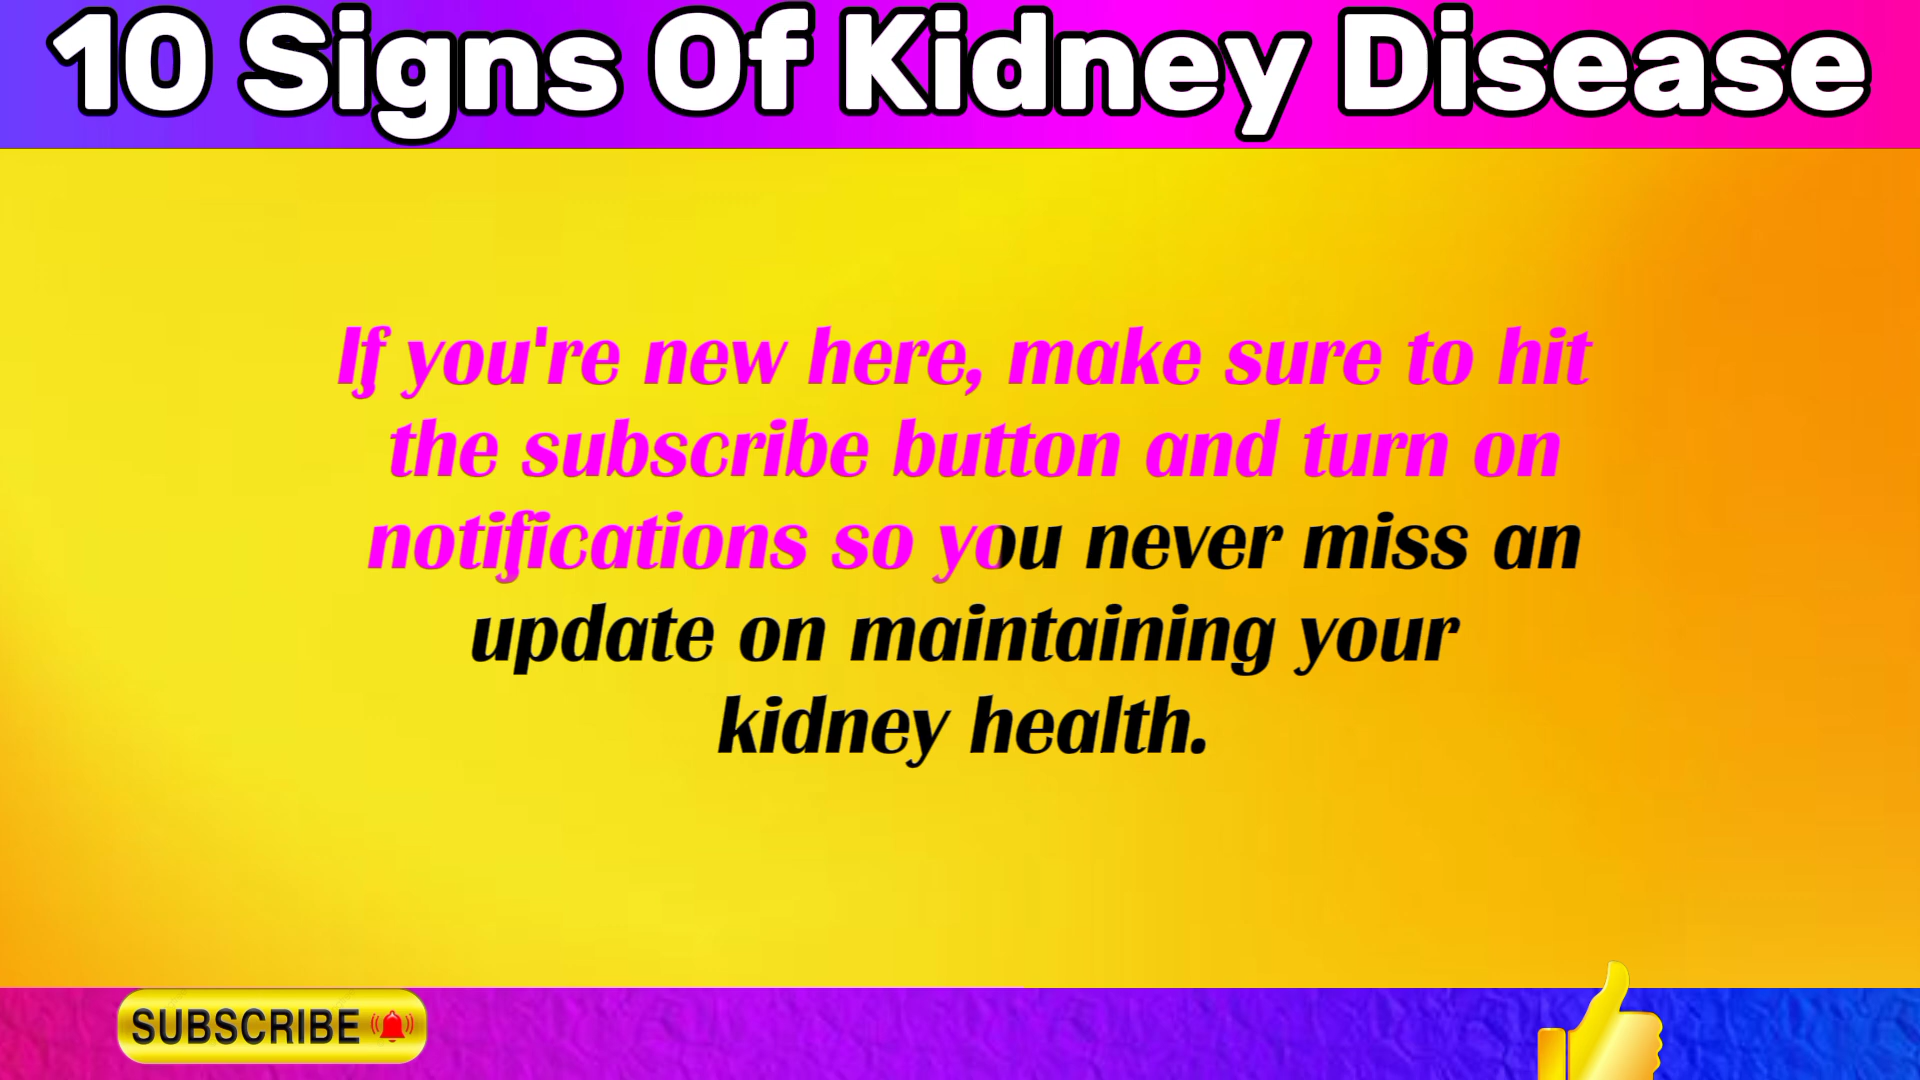 10 Signs Of Kidney Disease
If you're new here, make sure to hit
the subscribe button and turn on
notifications so you never miss an
update on maintaining your
kidney health.
SUBSCRIBE